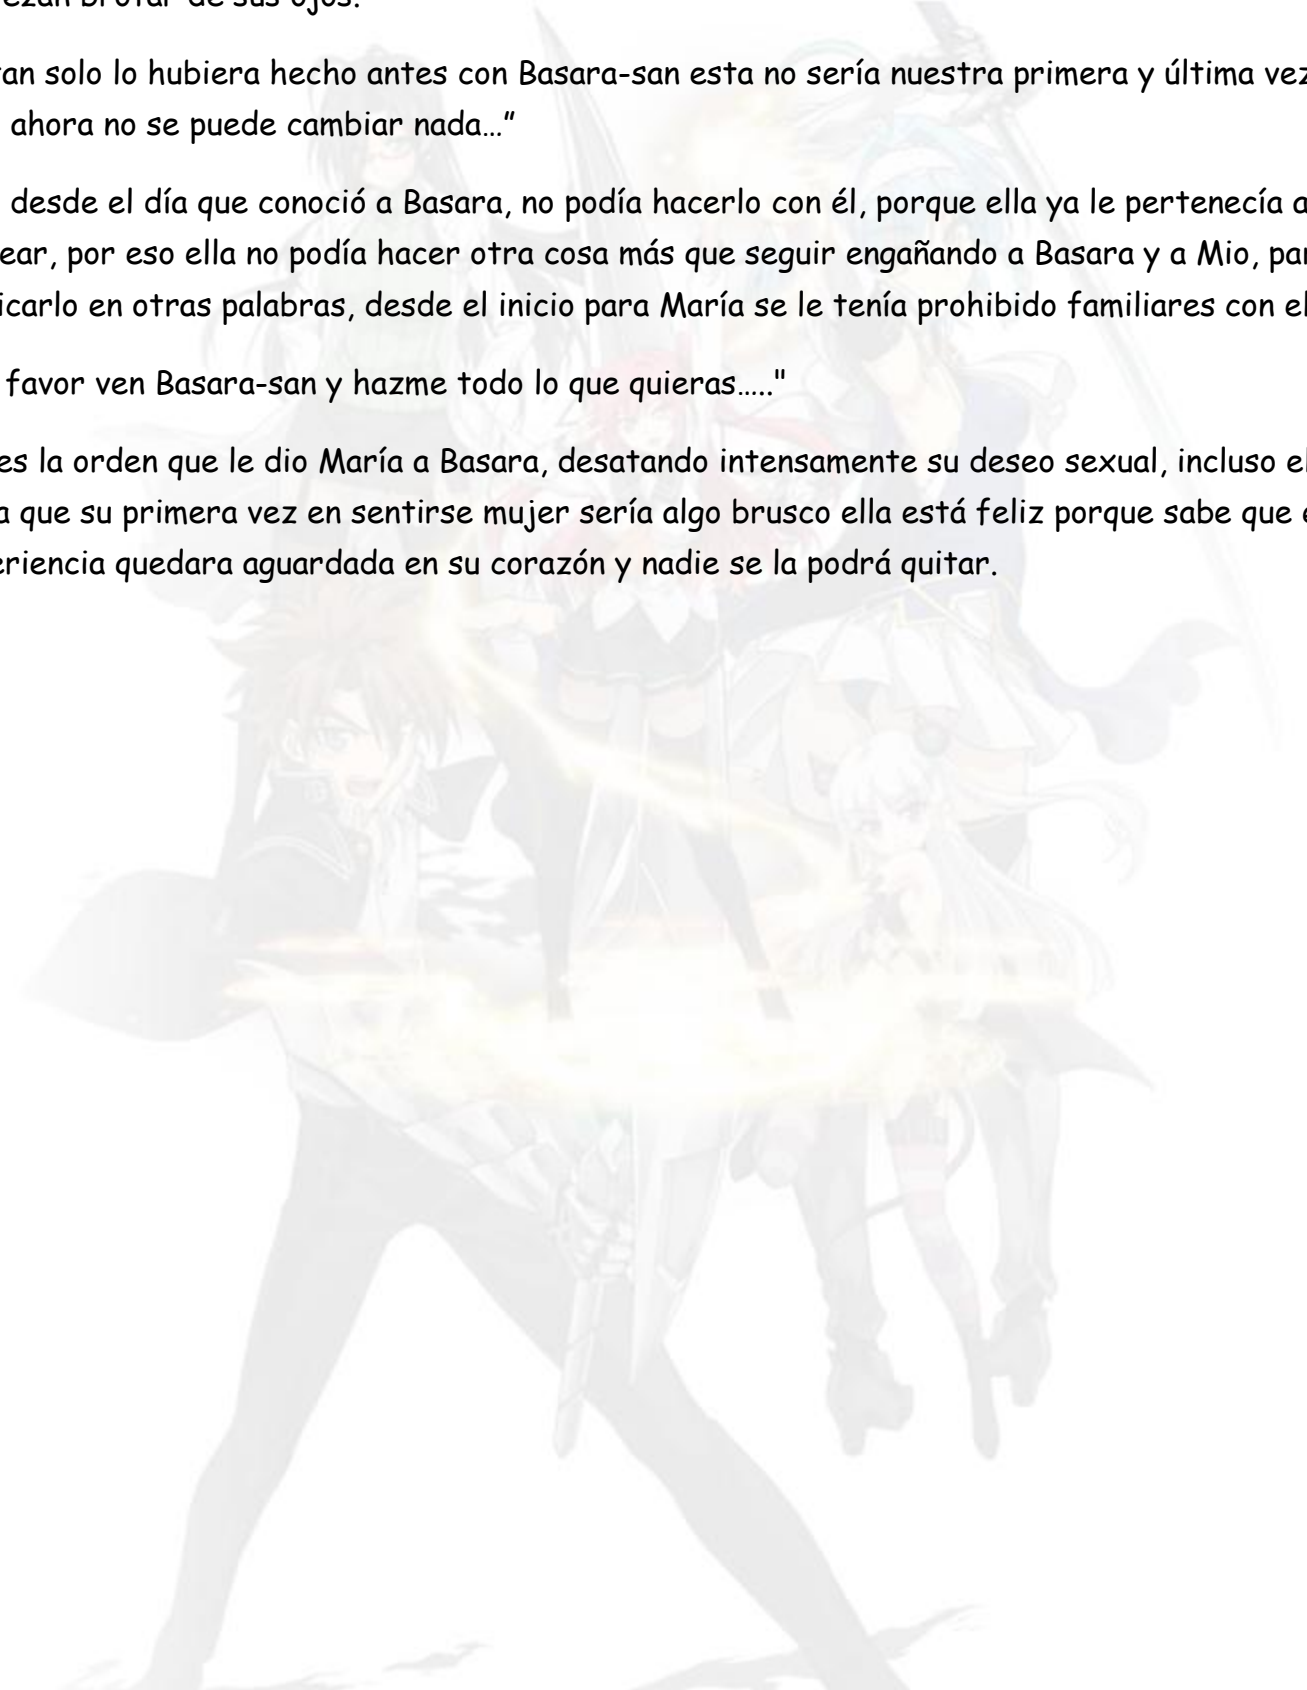 ezan brotar de sus ojos.
tan solo lo hubiera hecho antes con Basara-san esta no sería nuestra primera y última vez
ahora no se puede cambiar nada…”
desde el día que conoció a Basara, no podía hacerlo con él, porque ella ya le pertenecía a
ear, por eso ella no podía hacer otra cosa más que seguir engañando a Basara y a Mio, par
icarlo en otras palabras, desde el inicio para María se le tenía prohibido familiares con el
favor ven Basara-san y hazme todo lo que quieras….."
es la orden que le dio María a Basara, desatando intensamente su deseo sexual, incluso el
a que su primera vez en sentirse mujer sería algo brusco ella está feliz porque sabe que e
eriencia quedara aguardada en su corazón y nadie se la podrá quitar.